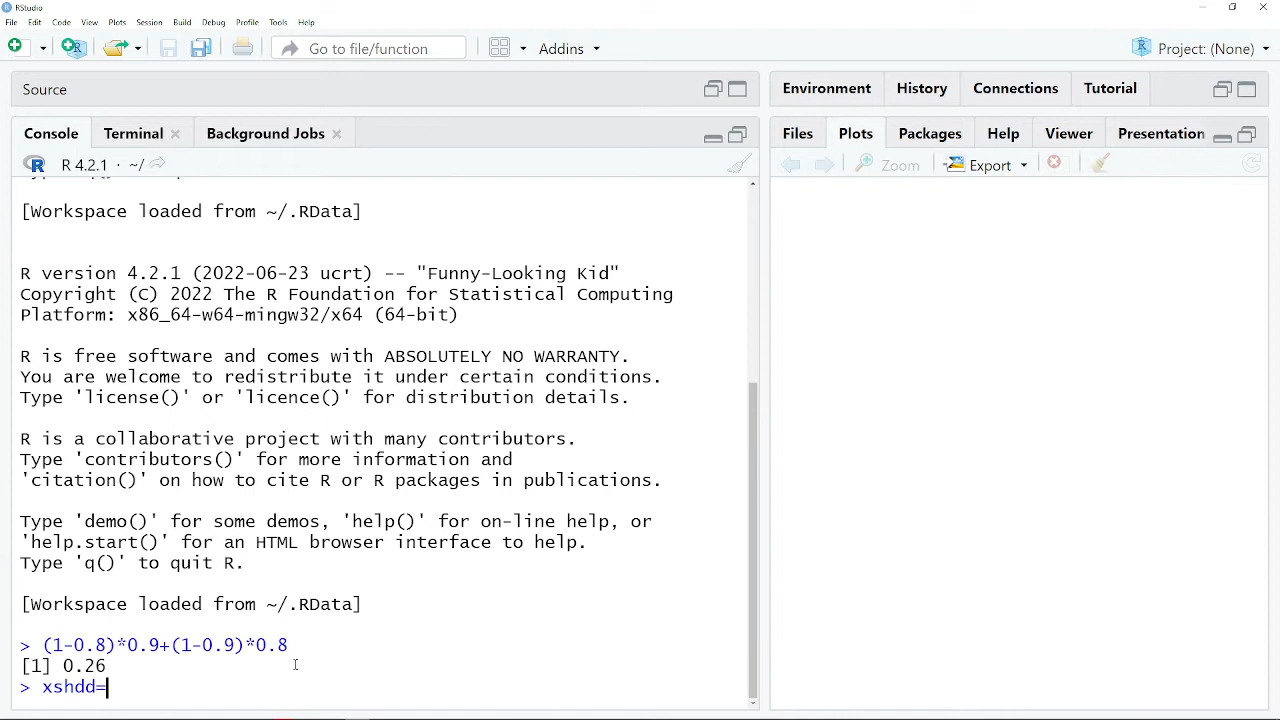 RStudio
File Edit Code View Plots Session Build Debug Profile Tools Help
Go to file/function Addins Project: (None)
Source
Environment History Connections Tutorial
Console Terminal Background Jobs
Files Plots Packages Help Viewer Presentation
R 4.2.1 · ~/
Zoom Export
[Workspace loaded from ~/.RData]
R version 4.2.1 (2022-06-23 ucrt) -- "Funny-Looking Kid"
Copyright (C) 2022 The R Foundation for Statistical Computing
Platform: x86_64-w64-mingw32/x64 (64-bit)
R is free software and comes with ABSOLUTELY NO WARRANTY.
You are welcome to redistribute it under certain conditions.
Type 'license()' or 'licence()' for distribution details.
R is a collaborative project with many contributors.
Type 'contributors()' for more information and
'citation()' on how to cite R or R packages in publications.
Type 'demo()' for some demos, 'help()' for on-line help, or
'help.start()' for an HTML browser interface to help.
Type 'q()' to quit R.
[Workspace loaded from ~/.RData]
> (1-0.8)*0.9+(1-0.9)*0.8
[1] 0.26
> xshdd=